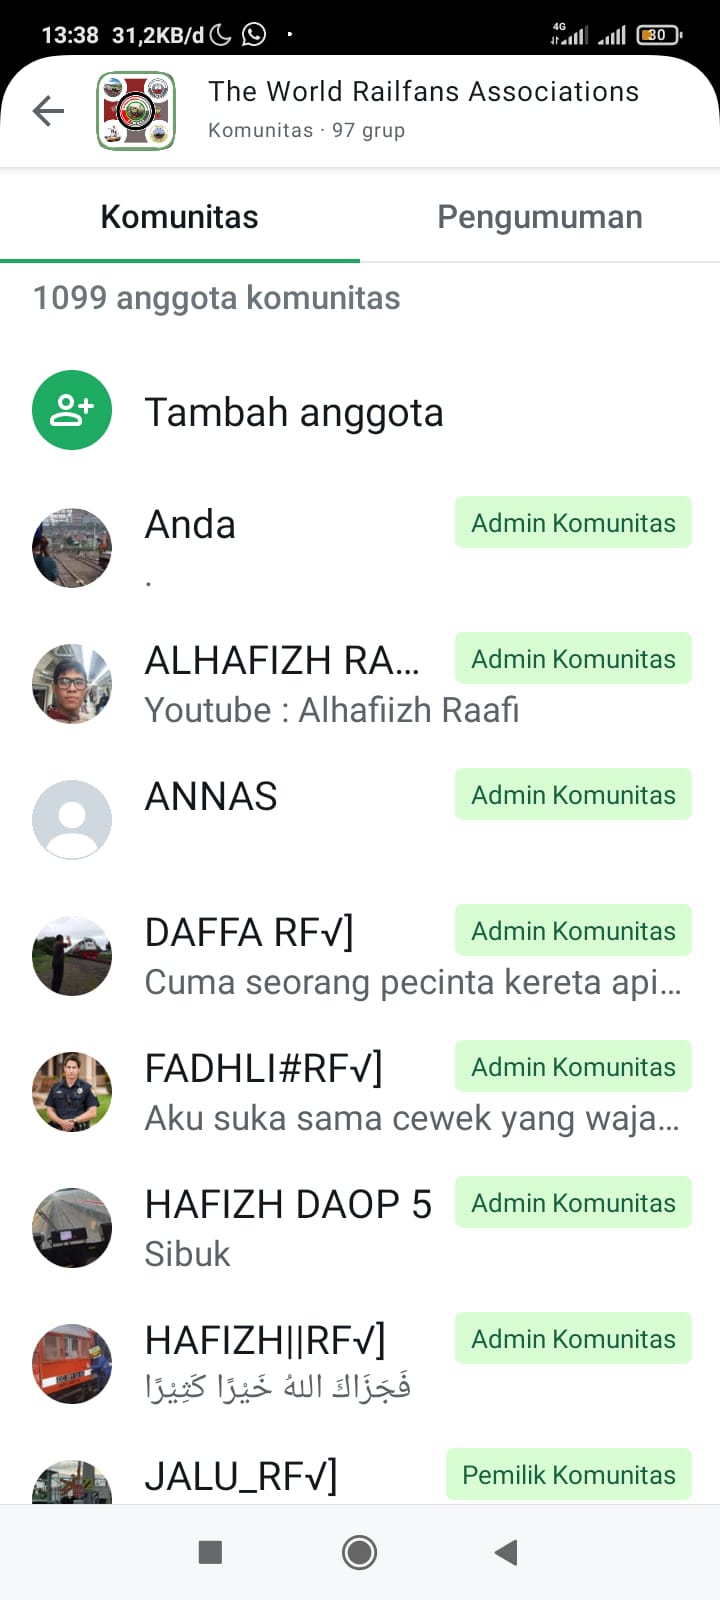 13:38 31,2KB/d
4G
80
The World Railfans Associations
Komunitas · 97 grup
Komunitas
Pengumuman
1099 anggota komunitas
Tambah anggota
Anda
Admin Komunitas
.
ALHAFIZH RA...
Admin Komunitas
Youtube : Alhafiizh Raafi
ANNAS
Admin Komunitas
DAFFA RF√]
Admin Komunitas
Cuma seorang pecinta kereta api...
FADHLI#RF√]
Admin Komunitas
Aku suka sama cewek yang waja...
HAFIZH DAOP 5
Admin Komunitas
Sibuk
HAFIZH||RF√]
Admin Komunitas
فَجَزَاكَ اللهُ خَيْرًا كَثِيْرًا
JALU_RF√]
Pemilik Komunitas